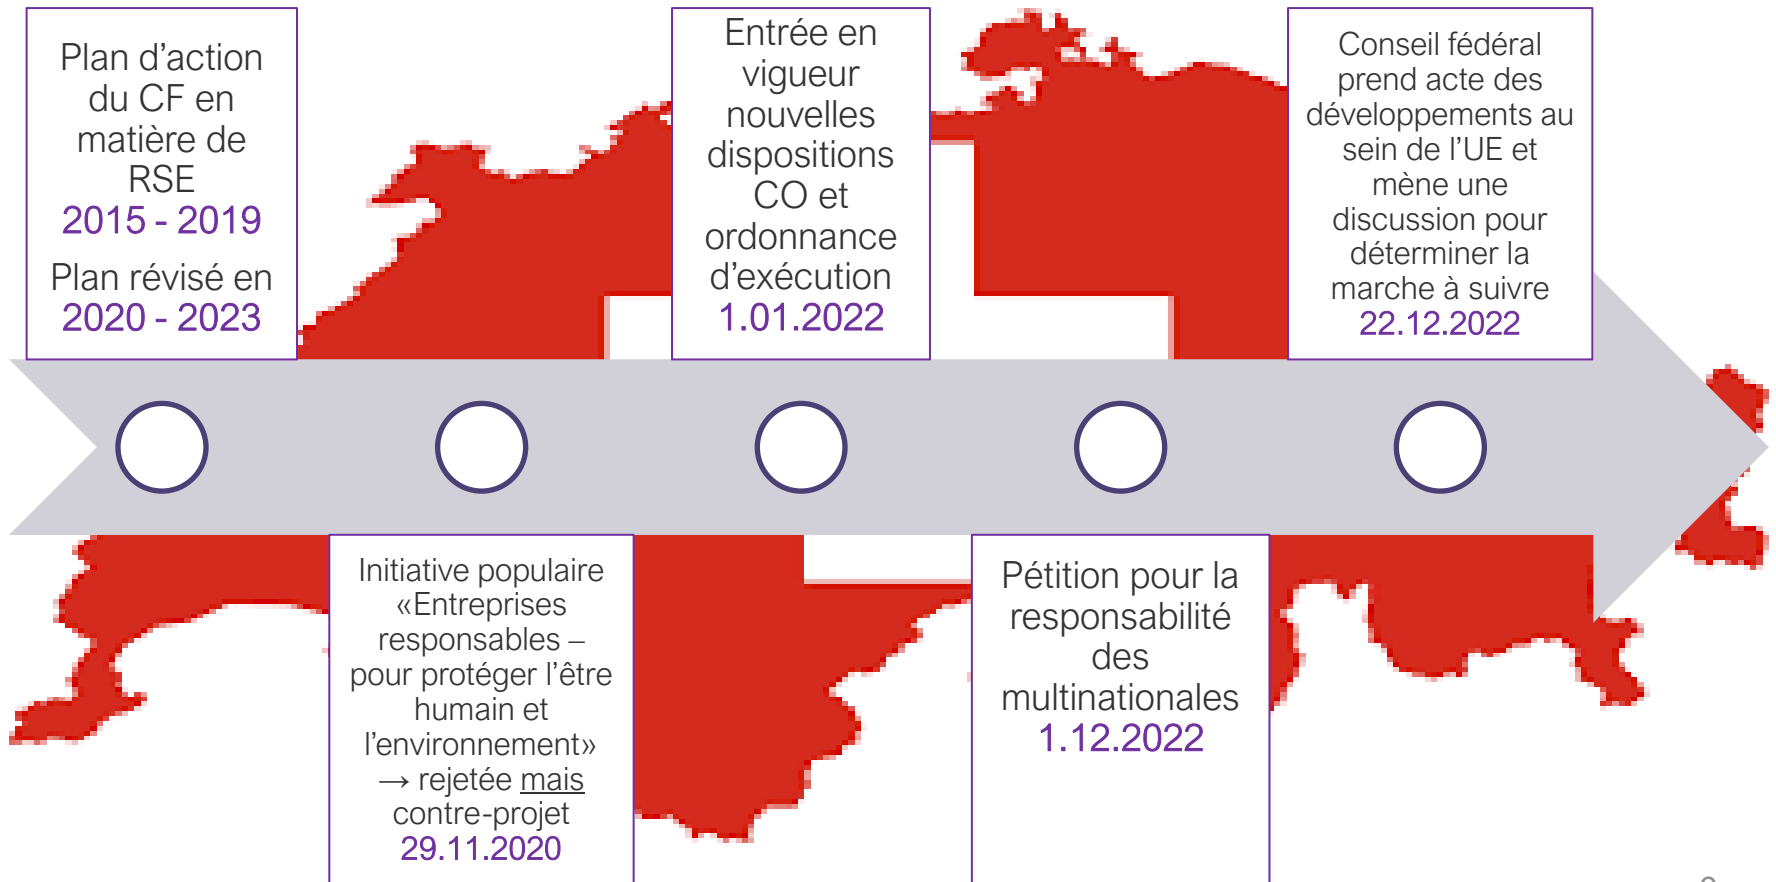 Plan d’action
du CF en
matière de
RSE
2015 - 2019
Plan révisé en
2020 - 2023
Initiative populaire
«Entreprises
responsables –
pour protéger l’être
humain et
l’environnement»
→ rejetée mais
contre-projet
29.11.2020
Entrée en
vigueur
nouvelles
dispositions
CO et
ordonnance
d’exécution
1.01.2022
Pétition pour la
responsabilité
des
multinationales
1.12.2022
Conseil fédéral
prend acte des
développements au
sein de l’UE et
mène une
discussion pour
déterminer la
marche à suivre
22.12.2022